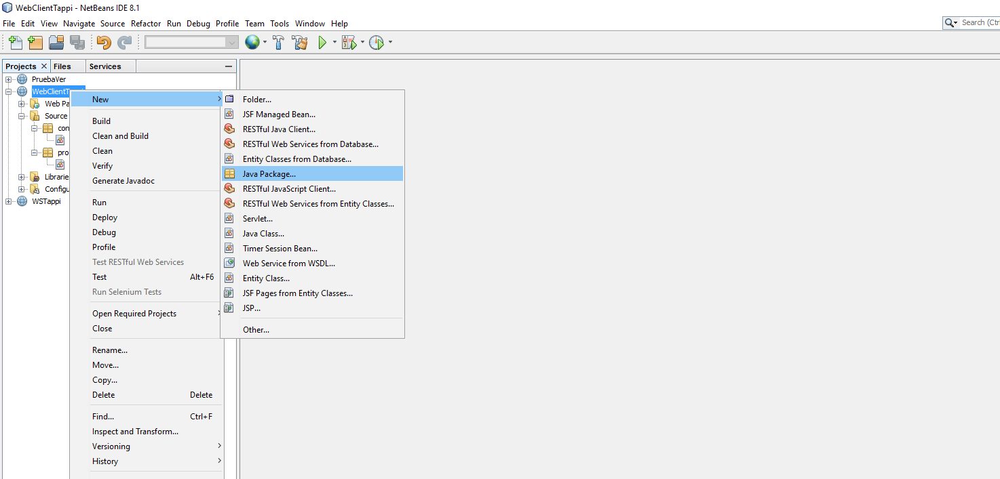 WebClientTappi - NetBeans IDE 8.1
File Edit View Navigate Source Refactor Run Debug Profile Team Tools Window Help
Search (Ctr
Projects Files Services
PruebaVer
WebClientT
Web Pa
Source
con
pro
Librarie
Configu
WSTappi
New
Build
Clean and Build
Clean
Verify
Generate Javadoc
Run
Deploy
Debug
Profile
Test RESTful Web Services
Test Alt+F6
Run Selenium Tests
Open Required Projects
Close
Rename...
Move...
Copy...
Delete Delete
Find... Ctrl+F
Inspect and Transform...
Versioning
History
Folder...
JSF Managed Bean...
RESTful Java Client...
RESTful Web Services from Database...
Entity Classes from Database...
Java Package...
RESTful JavaScript Client...
RESTful Web Services from Entity Classes...
Servlet...
Java Class...
Timer Session Bean...
Web Service from WSDL...
Entity Class...
JSF Pages from Entity Classes...
JSP...
Other...